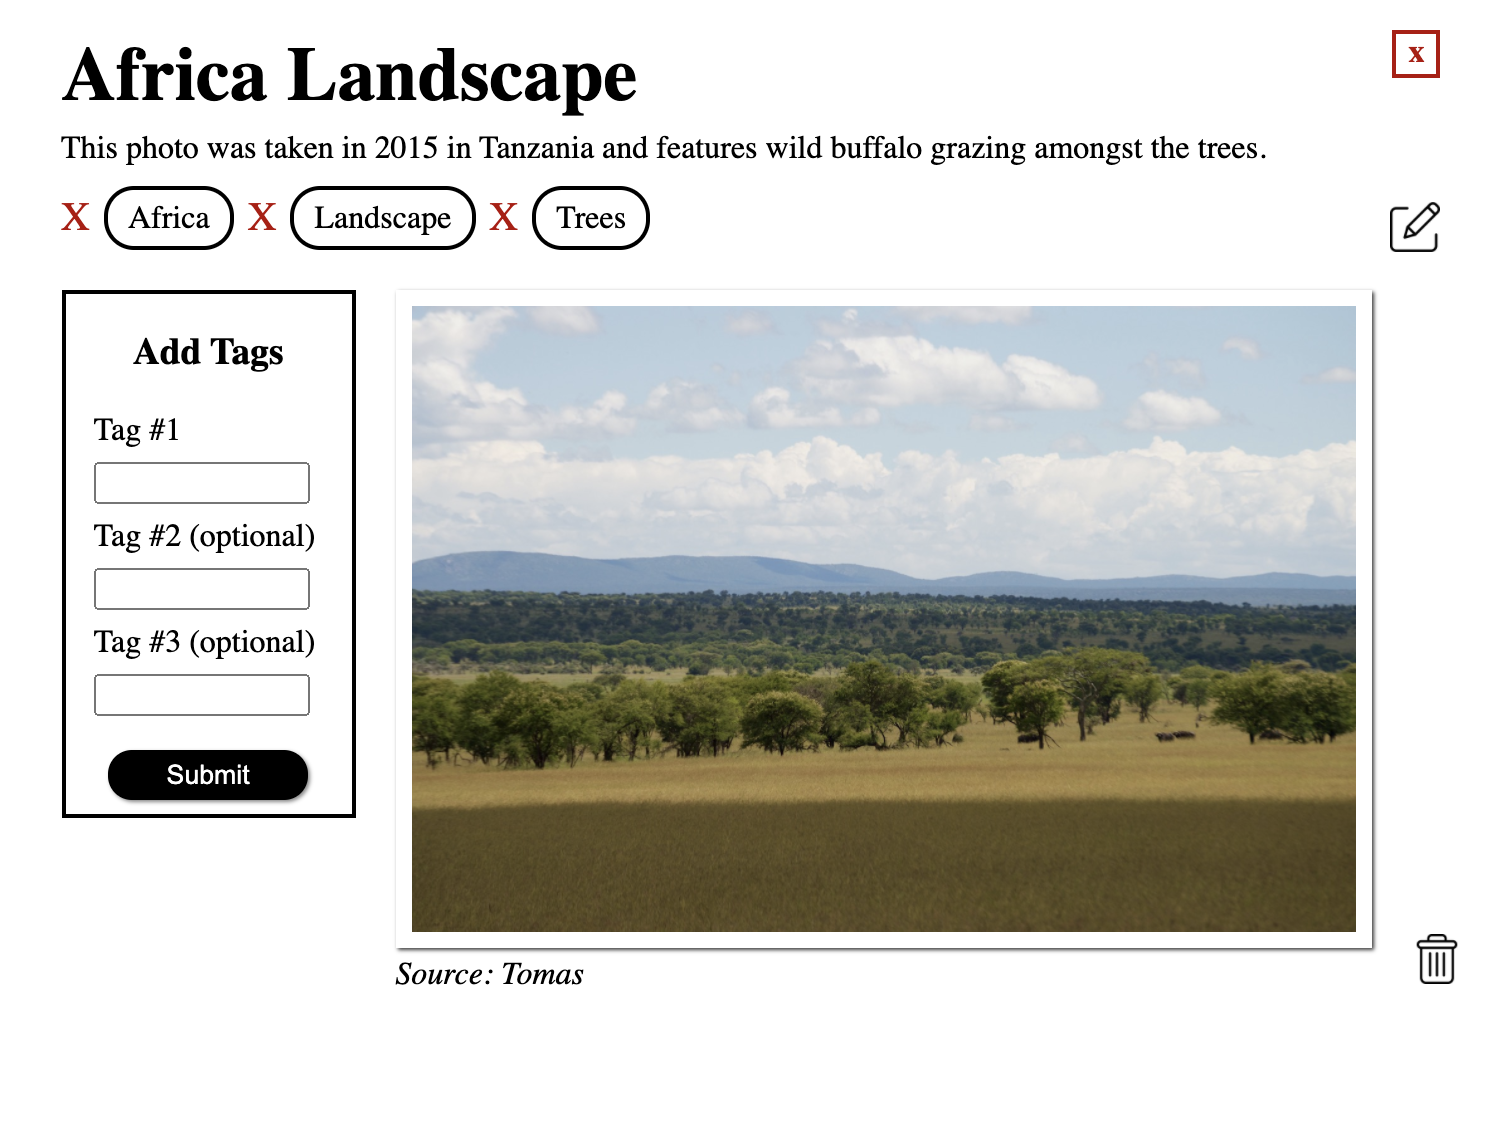 Africa Landscape
x
This photo was taken in 2015 in Tanzania and features wild buffalo grazing amongst the trees.
X Africa X Landscape X Trees
Add Tags
Tag #1
Tag #2 (optional)
Tag #3 (optional)
Submit
Source: Tomas